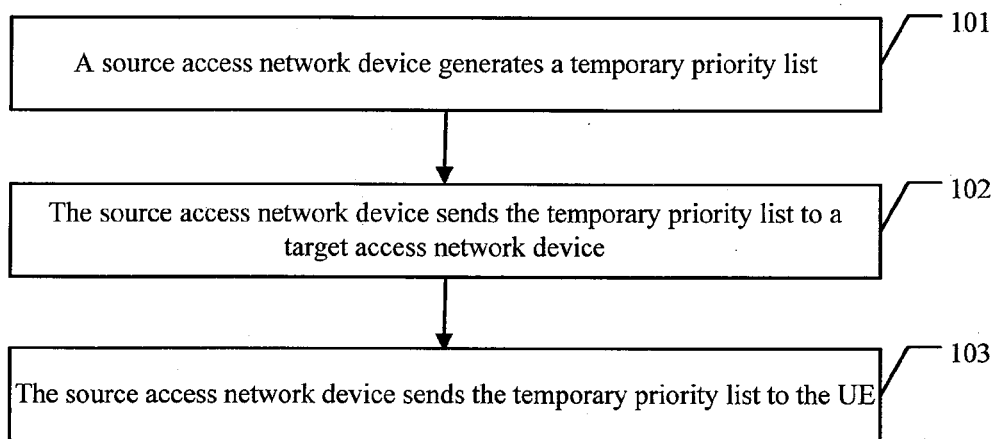 101
A source access network device generates a temporary priority list
102
The source access network device sends the temporary priority list to a
target access network device
103
The source access network device sends the temporary priority list to the UE